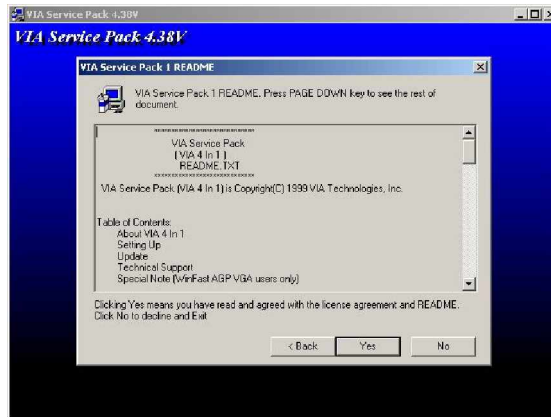 VIA Service Pack 4.38V
VIA Service Pack 4.38V
VIA Service Pack 1 README
VIA Service Pack 1 README. Press PAGE DOWN key to see the rest of
document.
VIA Service Pack
( VIA 4 In 1 )
README.TXT
VIA Service Pack (VIA 4 In 1) is Copyright(C) 1999 VIA Technologies, Inc.
Table of Contents:
About VIA 4 In 1
Setting Up
Update
Technical Support
Special Note (WinFast AGP VGA users only)
Clicking Yes means you have read and agreed with the license agreement and README.
Click No to decline and Exit
< Back
Yes
No